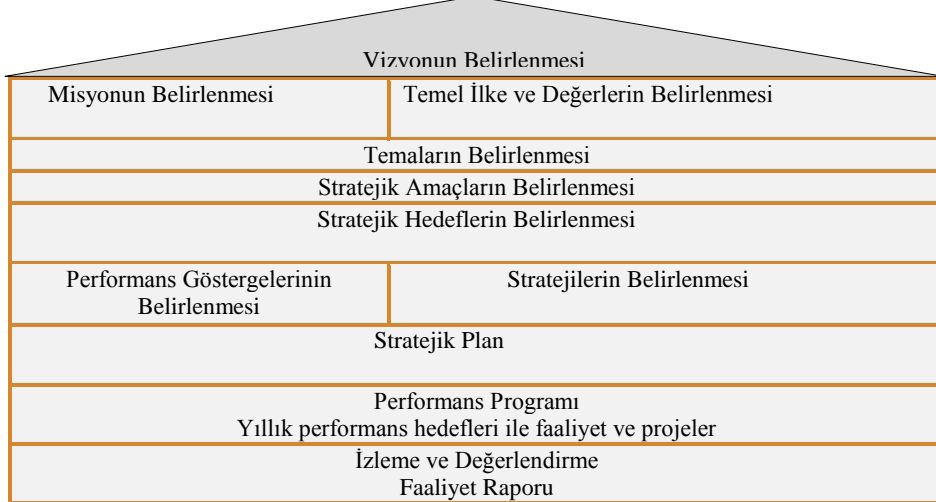 Vizyonun Belirlenmesi
Misyonun Belirlenmesi
Temel İlke ve Değerlerin Belirlenmesi
Temaların Belirlenmesi
Stratejik Amaçların Belirlenmesi
Stratejik Hedeflerin Belirlenmesi
Performans Göstergelerinin
Belirlenmesi
Stratejilerin Belirlenmesi
Stratejik Plan
Performans Programı
Yıllık performans hedefleri ile faaliyet ve projeler
İzleme ve Değerlendirme
Faaliyet Raporu